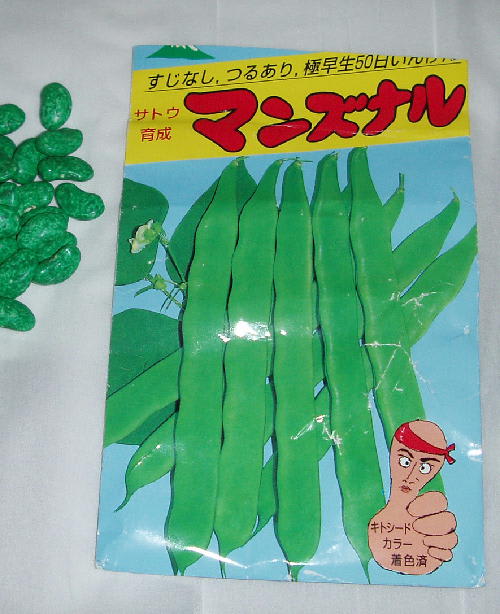 すじなし,つるあり,極早生50日いんげん
サトウ
育成
マンズナル
キトシード
カラー
着色済